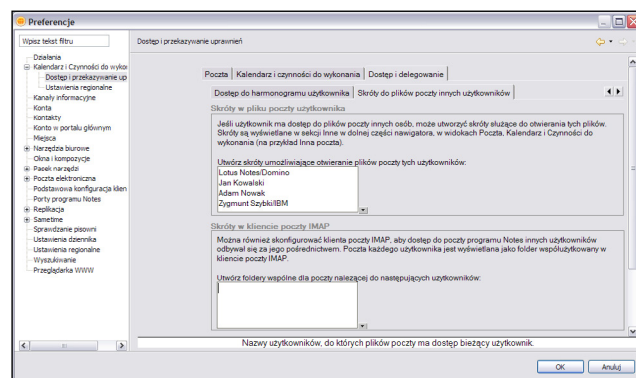 Preferencje
Wpisz tekst filtru
Dostęp i przekazywanie uprawnień
Działania
Kalendarz i Czynności do wykon
Dostęp i przekazywanie up
Ustawienia regionalne
Kanały informacyjne
Konta
Kontakty
Konto w portalu głównym
Miejsca
Narzędzia biurowe
Okna i kompozycje
Pasek narzędzi
Poczta elektroniczna
Podstawowa konfiguracja klien
Porty programu Notes
Replikacja
Sametime
Sprawdzanie pisowni
Ustawienia dziennika
Ustawienia regionalne
Wyszukiwanie
Przeglądarka WWW
Poczta Kalendarz i czynności do wykonania Dostęp i delegowanie
Dostęp do harmonogramu użytkownika Skróty do plików poczty innych użytkowników
Skróty w pliku poczty użytkownika
Jeśli użytkownik ma dostęp do plików poczty innych osób, może utworzyć skróty służące do otwierania tych plików.
Skróty są wyświetlane w sekcji Inne w dolnej części nawigatora, w widokach Poczta, Kalendarz i Czynności do
wykonania (na przykład Inna poczta).
Utwórz skróty umożliwiające otwieranie plików poczty tych użytkowników:
Lotus Notes/Domino
Jan Kowalski
Adam Nowak
Zygmunt Szybki/IBM
Skróty w kliencie poczty IMAP
Można również skonfigurować klienta poczty IMAP, aby dostęp do poczty programu Notes innych użytkowników
odbywał się za jego pośrednictwem. Poczta każdego użytkownika jest wyświetlana jako folder współużytkowany w
kliencie poczty IMAP.
Utwórz foldery wspólne dla poczty należącej do następujących użytkowników:
Nazwy użytkowników, do których plików poczty ma dostęp bieżący użytkownik.
OK Anuluj